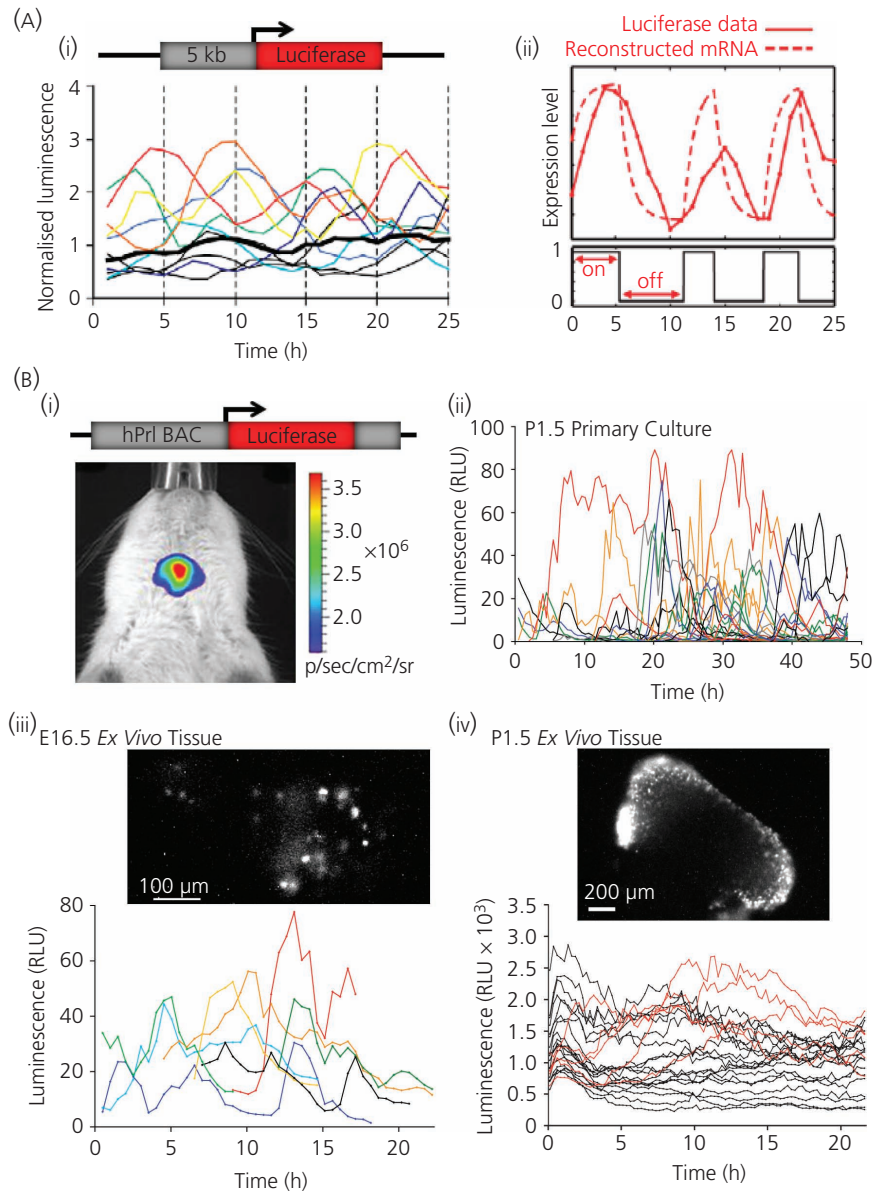 (A)
(i)
5 kb
Luciferase
Normalised luminescence
4
3
2
1
0
0
5
10
15
20
25
Time (h)
(ii)
Luciferase data
Reconstructed mRNA
Expression level
1
0
on
off
0
5
10
15
20
25
Time (h)
(B)
(i)
hPrl BAC
Luciferase
3.5
3.0
×10⁶
2.5
2.0
p/sec/cm²/sr
(ii)
P1.5 Primary Culture
Luminescence (RLU)
100
80
60
40
20
0
0
10
20
30
40
50
Time (h)
(iii)
E16.5 Ex Vivo Tissue
100 µm
Luminescence (RLU)
80
60
40
20
0
0
5
10
15
20
Time (h)
(iv)
P1.5 Ex Vivo Tissue
200 µm
Luminescence (RLU × 10³)
3.5
3.0
2.5
2.0
1.5
1.0
0.5
0
0
5
10
15
20
Time (h)